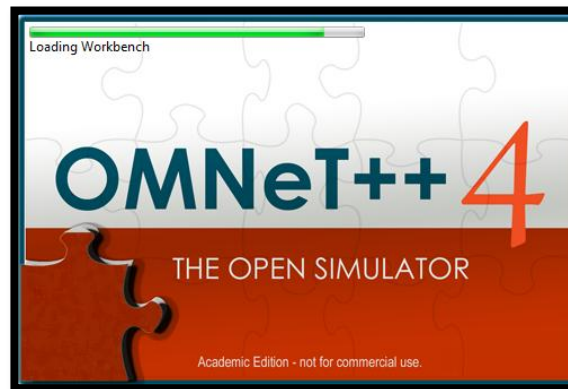 Loading Workbench
OMNeT++ 4
THE OPEN SIMULATOR
Academic Edition - not for commercial use.